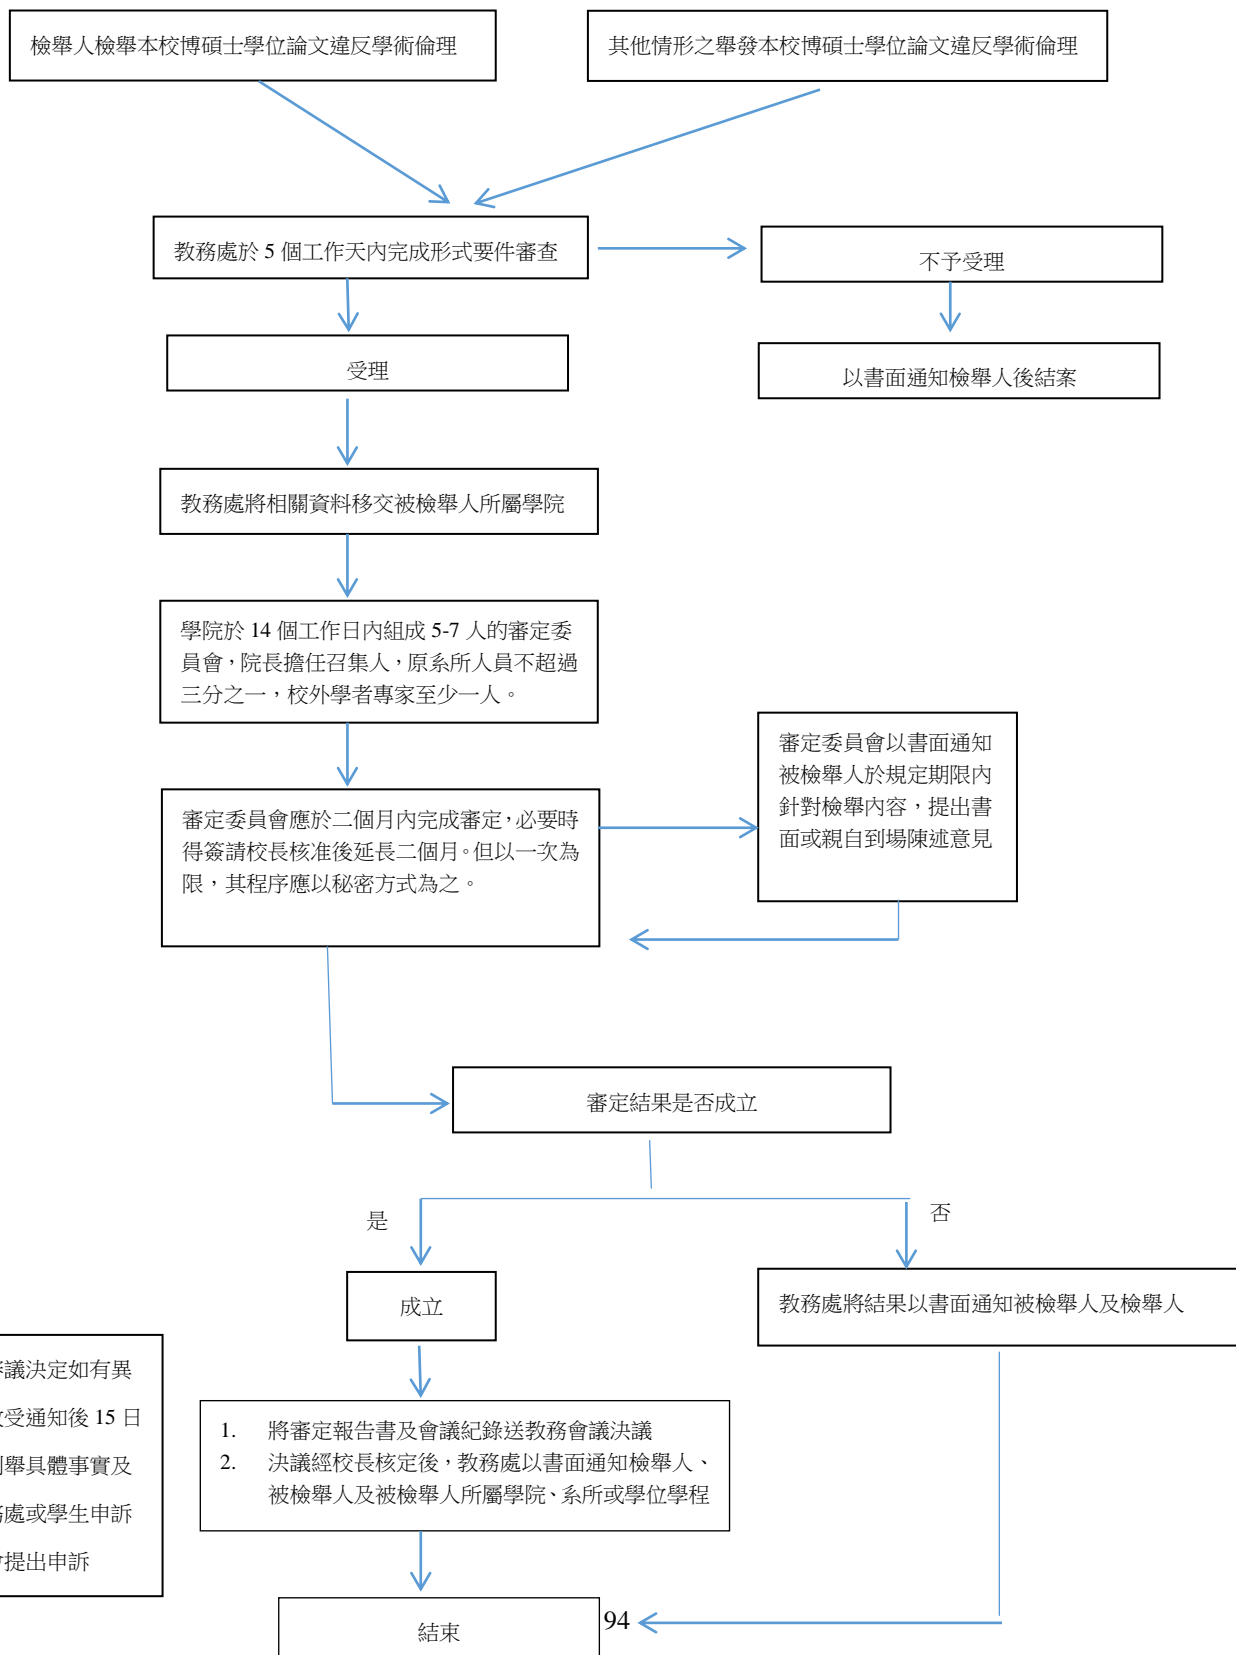 檢舉人檢舉本校博碩士學位論文違反學術倫理
其他情形之舉發本校博碩士學位論文違反學術倫理
教務處於 5 個工作天內完成形式要件審查
不予受理
受理
以書面通知檢舉人後結案
教務處將相關資料移交被檢舉人所屬學院
學院於 14 個工作日內組成 5-7 人的審定委
員會，院長擔任召集人，原系所人員不超過
三分之一，校外學者專家至少一人。
審定委員會以書面通知
被檢舉人於規定期限內
針對檢舉內容，提出書
面或親自到場陳述意見
審定委員會應於二個月內完成審定，必要時
得簽請校長核准後延長二個月。但以一次為
限，其程序應以秘密方式為之。
審定結果是否成立
是
否
成立
教務處將結果以書面通知被檢舉人及檢舉人
議決定如有異
受通知後 15 日
舉具體事實及
處或學生申訴
提出申訴
1. 將審定報告書及會議紀錄送教務會議決議
2. 決議經校長核定後，教務處以書面通知檢舉人、
被檢舉人及被檢舉人所屬學院、系所或學位學程
結束
94